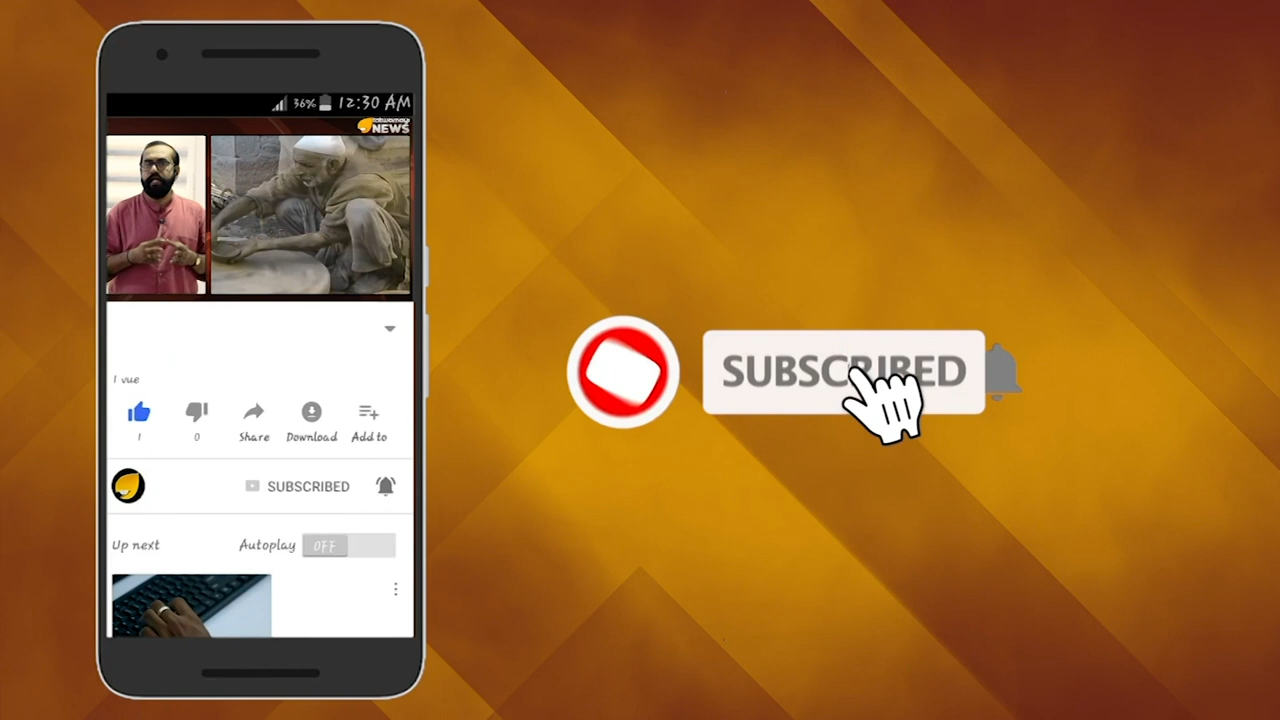 36% 12:30 AM
tatwamayi
NEWS
1 vue
1 0 Share Download Add to
SUBSCRIBED
Up next Autoplay OFF
SUBSCRIBED